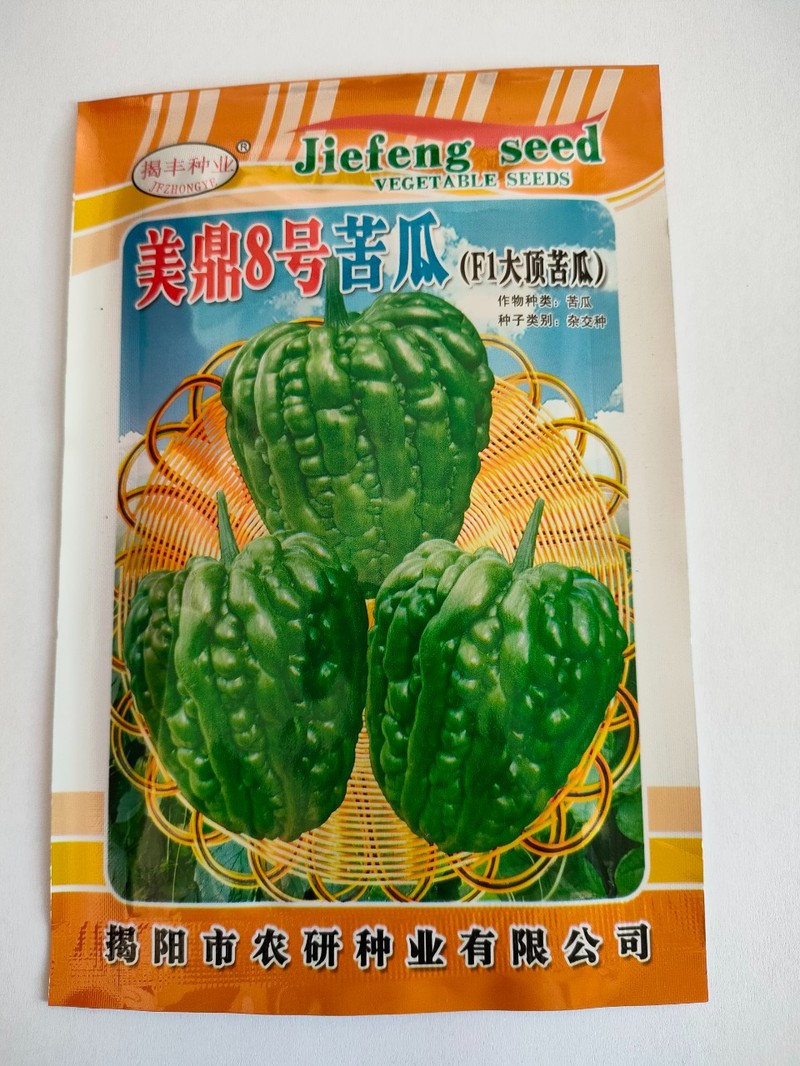 揭丰种业®
JFZHONGYE
Jiefeng seed
VEGETABLE SEEDS
美鼎8号苦瓜(F1大顶苦瓜)
作物种类：苦瓜
种子类别：杂交种
揭阳市农研种业有限公司